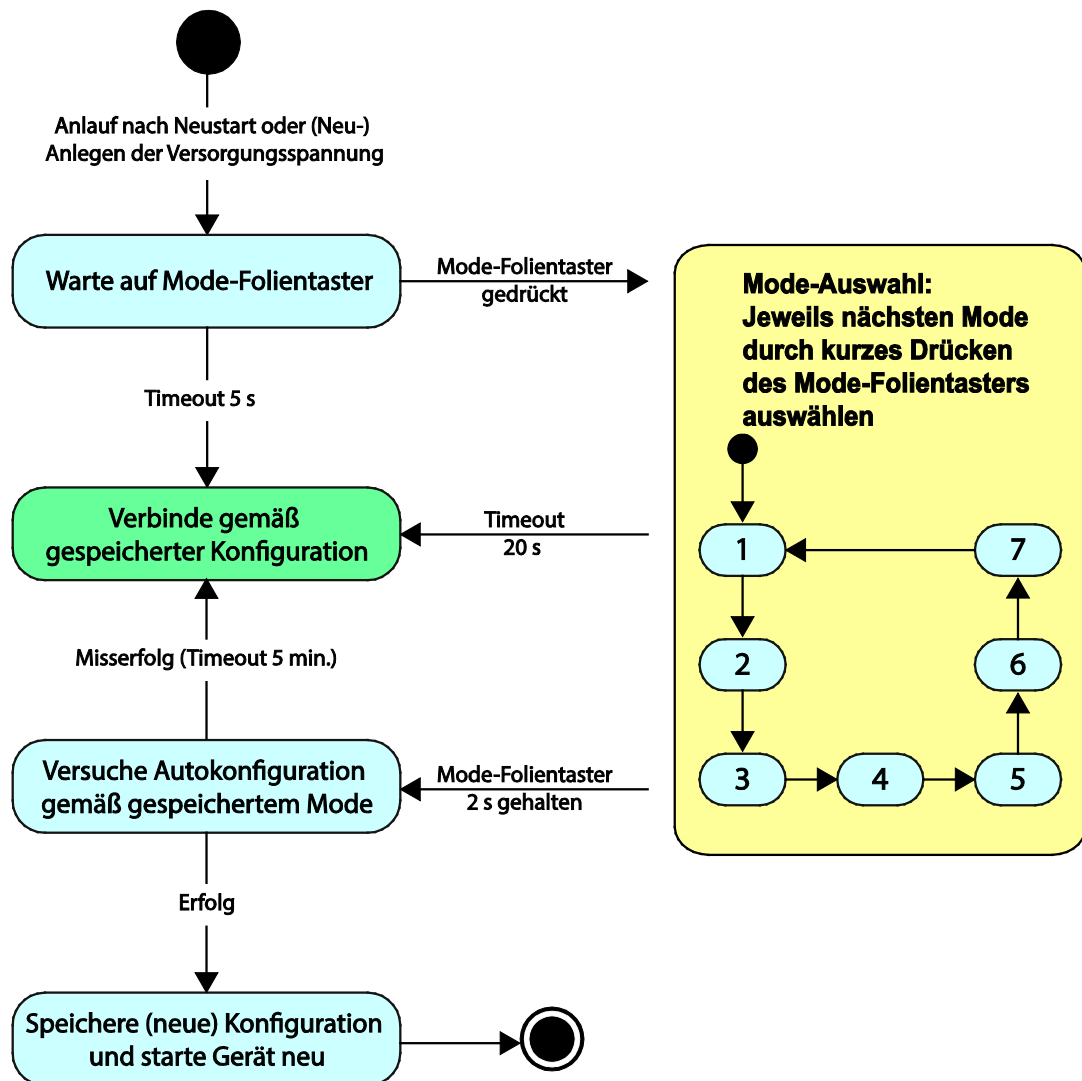 Anlauf nach Neustart oder (Neu-)
Anlegen der Versorgungsspannung
Warte auf Mode-Folientaster
Mode-Folientaster
gedrückt
Mode-Auswahl:
Jeweils nächsten Mode
durch kurzes Drücken
des Mode-Folientasters
auswählen
Timeout 5 s
Verbinde gemäß
gespeicherter Konfiguration
Timeout
20 s
1
7
2
6
3
4
5
Misserfolg (Timeout 5 min.)
Versuche Autokonfiguration
gemäß gespeichertem Mode
Mode-Folientaster
2 s gehalten
Erfolg
Speichere (neue) Konfiguration
und starte Gerät neu